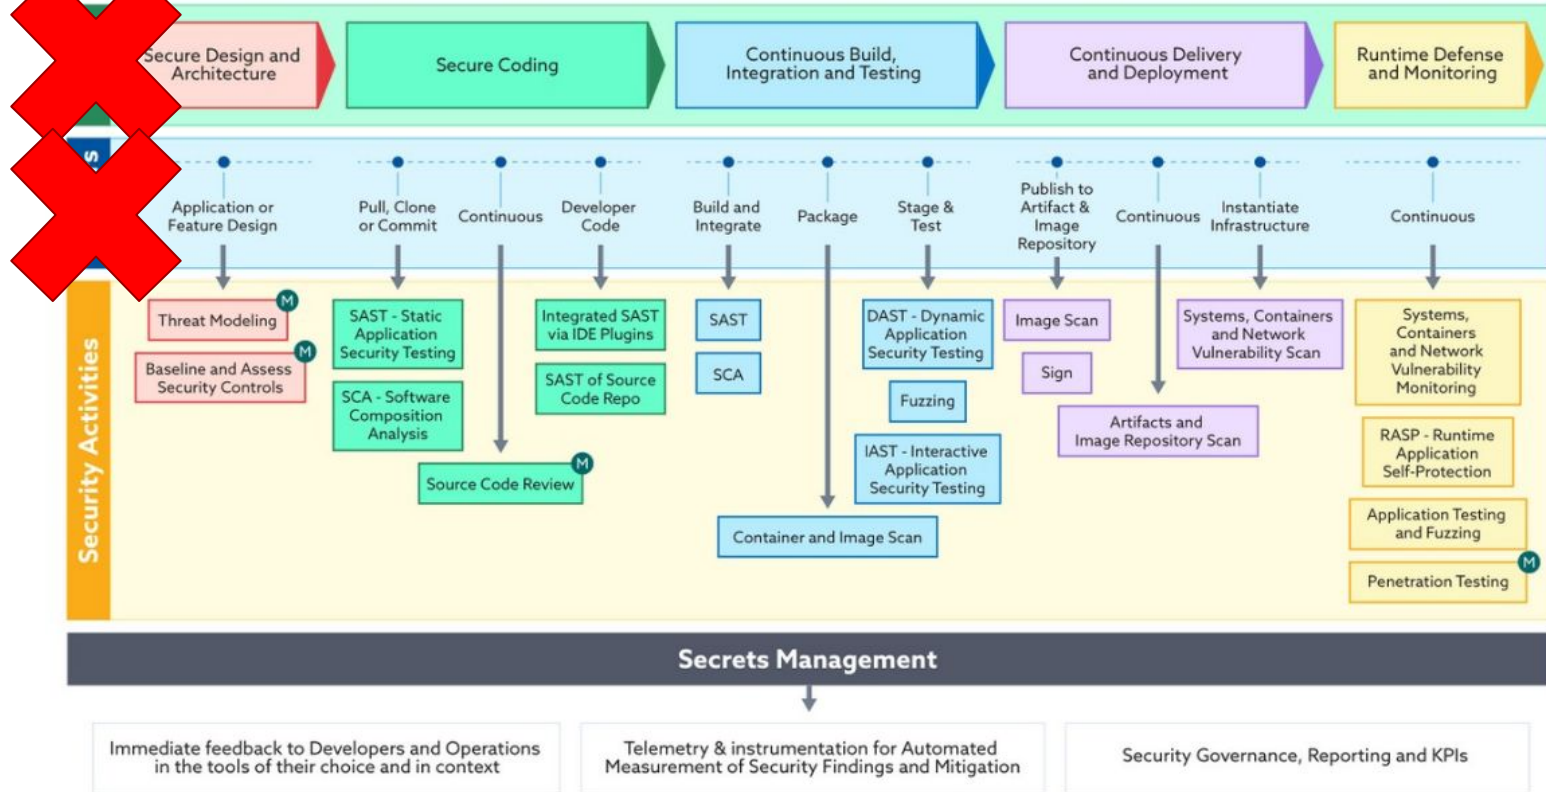 Secure Design and
Architecture
Secure Coding
Continuous Build,
Integration and Testing
Continuous Delivery
and Deployment
Runtime Defense
and Monitoring
Application or
Feature Design
Pull, Clone
or Commit
Continuous
Developer
Code
Build and
Integrate
Package
Stage &
Test
Publish to
Artifact &
Image
Repository
Continuous
Instantiate
Infrastructure
Continuous
Security Activities
Threat Modeling
M
Baseline and Assess
Security Controls
M
SAST - Static
Application
Security Testing
SCA - Software
Composition
Analysis
Source Code Review
M
Integrated SAST
via IDE Plugins
SAST of Source
Code Repo
SAST
SCA
Container and Image Scan
DAST - Dynamic
Application
Security Testing
Fuzzing
IAST - Interactive
Application
Security Testing
Image Scan
Sign
Artifacts and
Image Repository Scan
Systems, Containers
and Network
Vulnerability Scan
Systems,
Containers
and Network
Vulnerability
Monitoring
RASP - Runtime
Application
Self-Protection
Application Testing
and Fuzzing
Penetration Testing
M
Secrets Management
Immediate feedback to Developers and Operations
in the tools of their choice and in context
Telemetry & instrumentation for Automated
Measurement of Security Findings and Mitigation
Security Governance, Reporting and KPIs